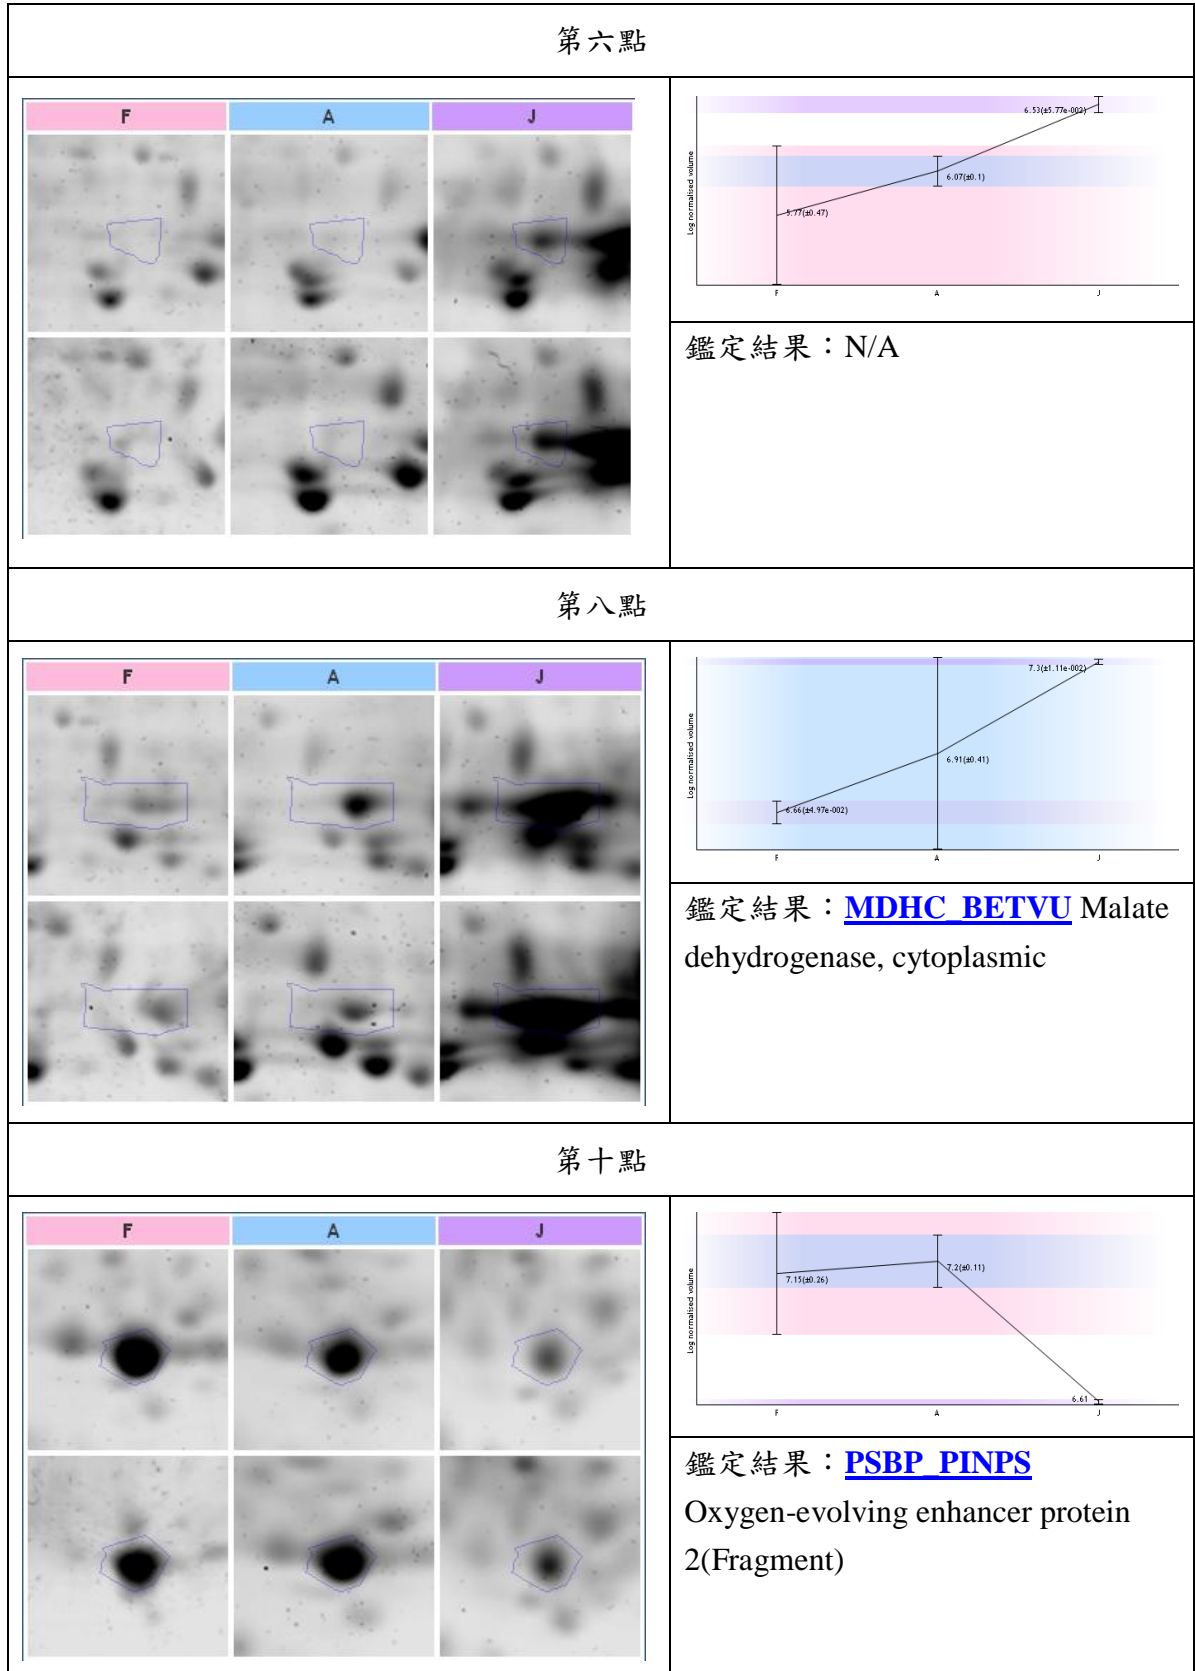 第六點
F A J
Log normalised volume
6.53(±5.77e-002)
6.07(±0.1)
5.77(±0.47)
F A J
鑑定結果：N/A
第八點
F A J
Log normalised volume
7.3(±1.11e-002)
6.91(±0.41)
6.66(±4.97e-002)
F A J
鑑定結果：MDHC_BETVU Malate
dehydrogenase, cytoplasmic
第十點
F A J
Log normalised volume
7.15(±0.26)
7.2(±0.11)
6.61
F A J
鑑定結果：PSBP_PINPS
Oxygen-evolving enhancer protein
2(Fragment)